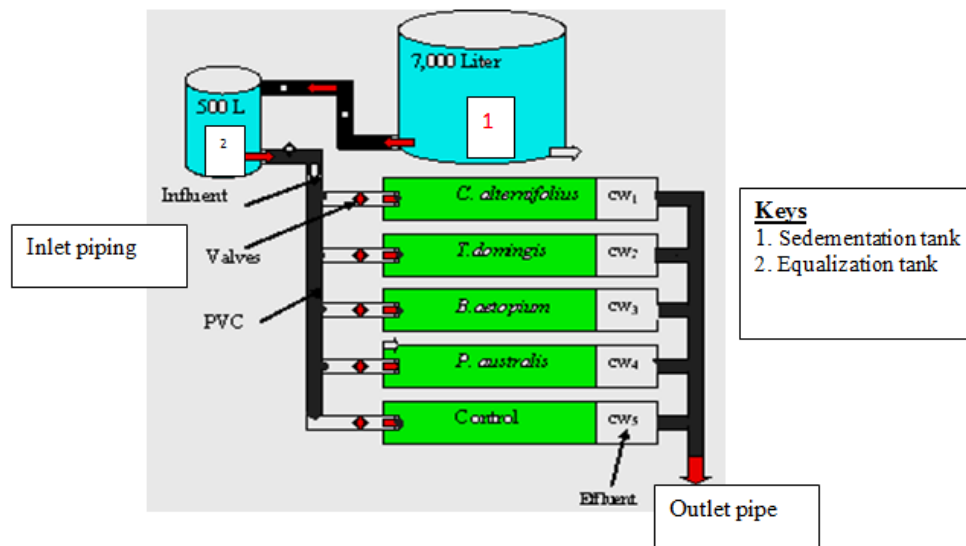 7,000 Liter
1
500 L
2
Influent
Inlet piping
Valves
PVC
C. alternifolius
cw1
T. domingis
cw2
B. aetopium
cw3
P. australis
cw4
Control
cw5
Effluent
Outlet pipe
Keys
1. Sedementation tank
2. Equalization tank